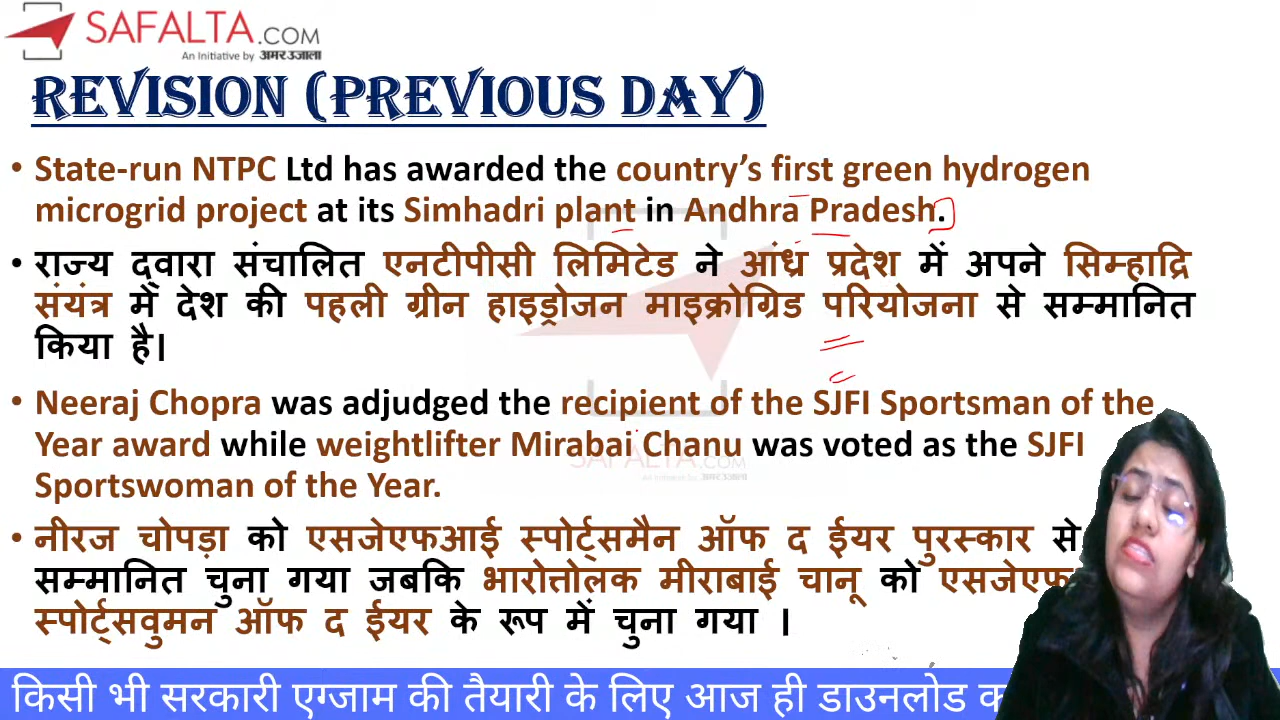 SAFALTA.COM
An Initiative by अमर उजाला
REVISION (PREVIOUS DAY)
• State-run NTPC Ltd has awarded the country's first green hydrogen
microgrid project at its Simhadri plant in Andhra Pradesh.
• राज्य द्वारा संचालित एनटीपीसी लिमिटेड ने आंध्र प्रदेश में अपने सिम्हाद्रि
संयंत्र में देश की पहली ग्रीन हाइड्रोजन माइक्रोग्रिड परियोजना से सम्मानित
किया है।
• Neeraj Chopra was adjudged the recipient of the SJFI Sportsman of the
Year award while weightlifter Mirabai Chanu was voted as the SJFI
Sportswoman of the Year.
• नीरज चोपड़ा को एसजेएफआई स्पोर्ट्समैन ऑफ द ईयर पुरस्कार से
सम्मानित चुना गया जबकि भारोत्तोलक मीराबाई चानू को
स्पोर्ट्सवुमन ऑफ द ईयर के रूप में चुना गया ।
किसी भी सरकारी एग्जाम की तैयारी के लिए आज ही डाउनलोड